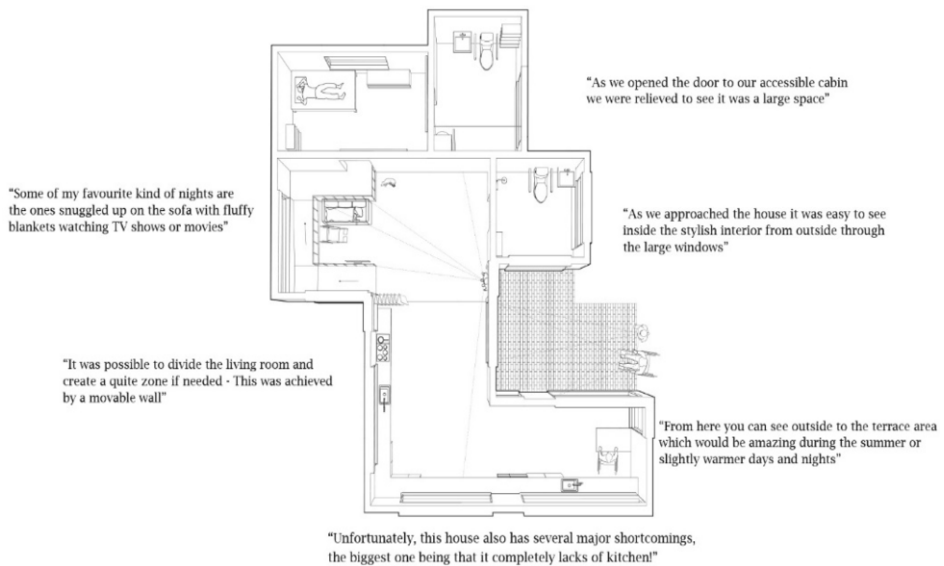 “As we opened the door to our accessible cabin
we were relieved to see it was a large space”
“Some of my favourite kind of nights are
the ones snuggled up on the sofa with fluffy
blankets watching TV shows or movies”
“As we approached the house it was easy to see
inside the stylish interior from outside through
the large windows”
“It was possible to divide the living room and
create a quite zone if needed - This was achieved
by a movable wall”
“From here you can see outside to the terrace area
which would be amazing during the summer or
slightly warmer days and nights”
“Unfortunately, this house also has several major shortcomings,
the biggest one being that it completely lacks of kitchen!”